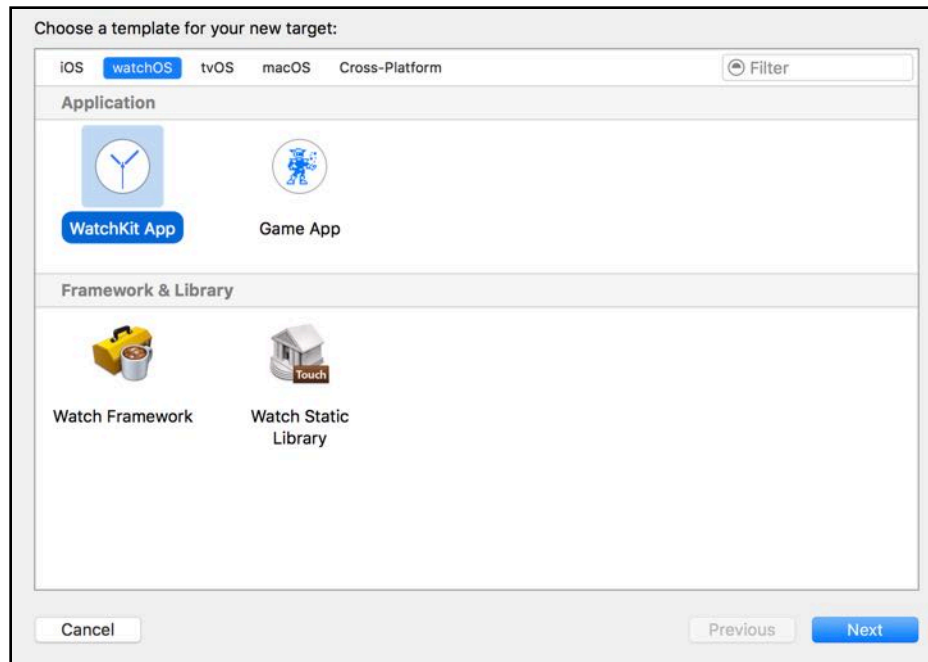 Choose a template for your new target:
iOS watchOS tvOS macOS Cross-Platform Filter
Application
WatchKit App Game App
Framework & Library
Touch
Watch Framework Watch Static
Library
Cancel Previous Next